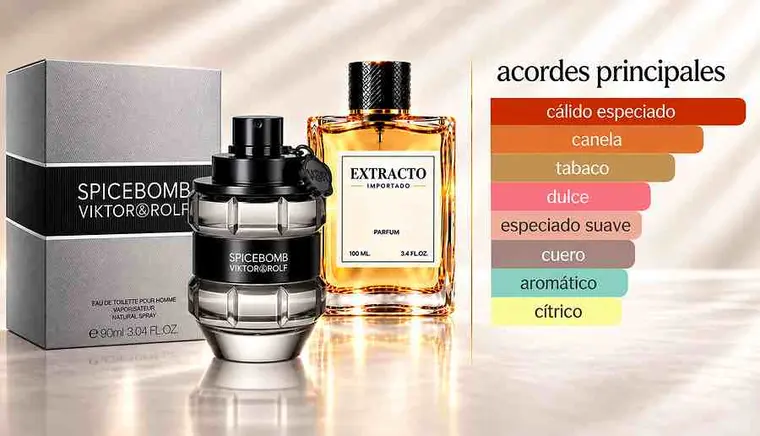 SPICEBOMB
VIKTOR&ROLF
EAU DE TOILETTE POUR HOMME
VAPORISATEUR
NATURAL SPRAY
℮90ml 3.04 FL.OZ.
SPICEBOMB
VIKTOR&ROLF
EXTRACTO
IMPORTADO
PARFUM
100 ML. 3.4 FL.OZ.
acordes principales
cálido especiado
canela
tabaco
dulce
especiado suave
cuero
aromático
cítrico